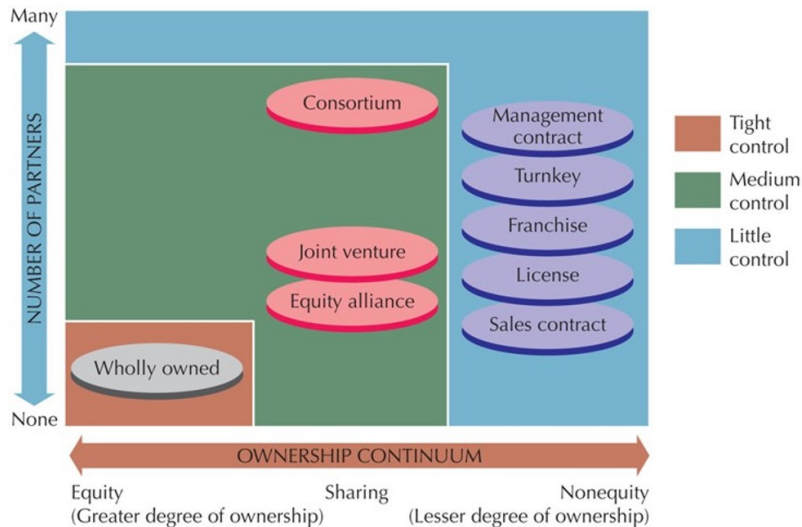 Many
NUMBER OF PARTNERS
None
Consortium
Joint venture
Equity alliance
Wholly owned
Management
contract
Turnkey
Franchise
License
Sales contract
Tight
control
Medium
control
Little
control
OWNERSHIP CONTINUUM
Equity
(Greater degree of ownership)
Sharing
Nonequity
(Lesser degree of ownership)